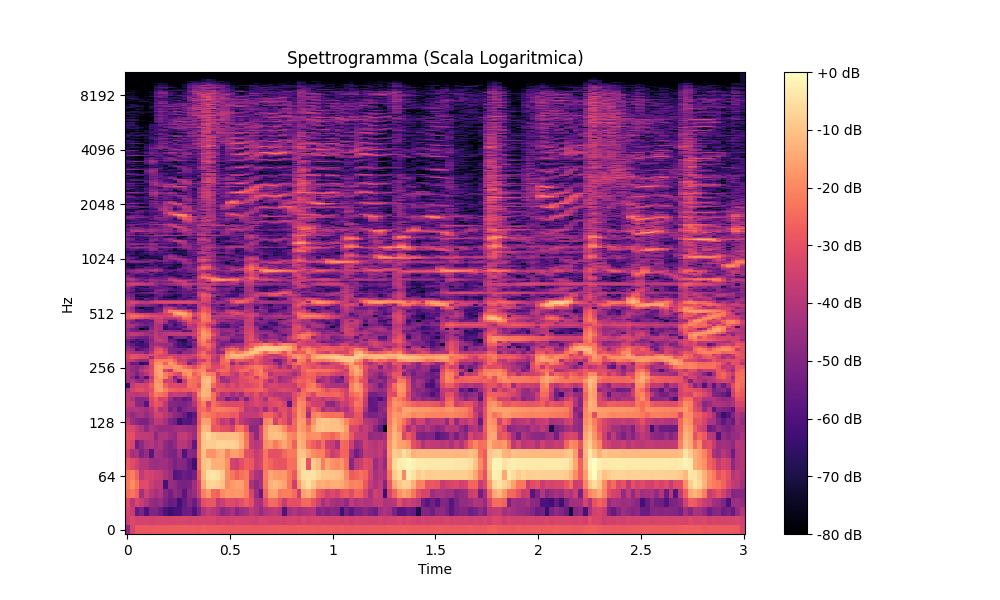 Spettrogramma (Scala Logaritmica)
Hz
8192
4096
2048
1024
512
256
128
64
0
0
0.5
1
1.5
2
2.5
3
Time
+0 dB
-10 dB
-20 dB
-30 dB
-40 dB
-50 dB
-60 dB
-70 dB
-80 dB